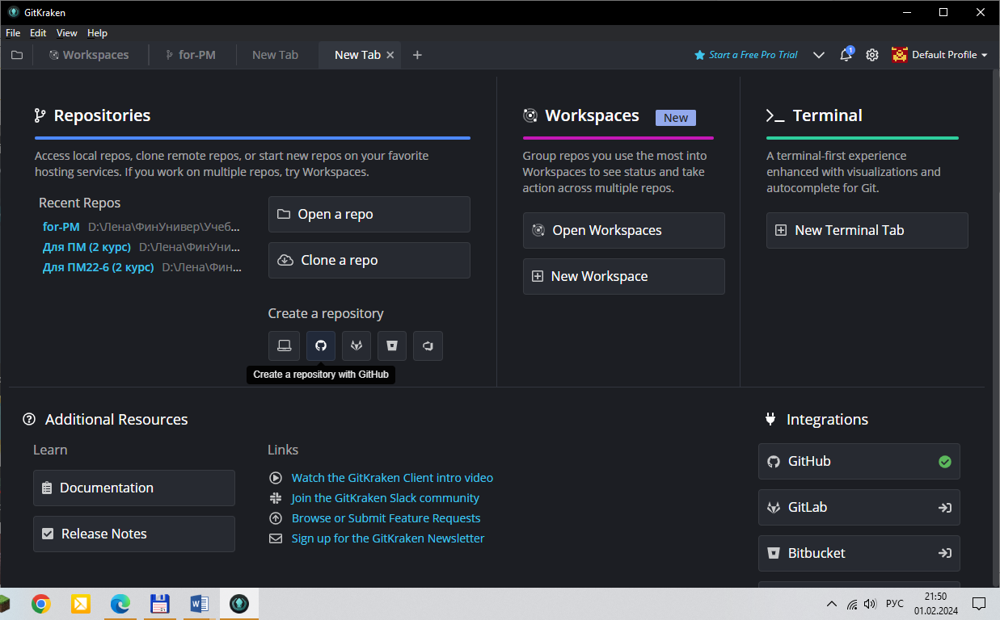 GitKraken
File Edit View Help
Workspaces for-PM New Tab New Tab Start a Free Pro Trial 1 Default Profile
Repositories
Access local repos, clone remote repos, or start new repos on your favorite
hosting services. If you work on multiple repos, try Workspaces.
Recent Repos
for-PM D:\Лена\ФинУнивер\Учеб...
Для ПМ (2 курс) D:\Лена\ФинУни...
Для ПМ22-6 (2 курс) D:\Лена\Фин...
Open a repo
Clone a repo
Create a repository
Create a repository with GitHub
Workspaces New
Group repos you use the most into
Workspaces to see status and take
action across multiple repos.
Open Workspaces
New Workspace
Terminal
A terminal-first experience
enhanced with visualizations and
autocomplete for Git.
New Terminal Tab
Additional Resources
Learn
Documentation
Release Notes
Links
Watch the GitKraken Client intro video
Join the GitKraken Slack community
Browse or Submit Feature Requests
Sign up for the GitKraken Newsletter
Integrations
GitHub
GitLab
Bitbucket
РУС
21:50
01.02.2024